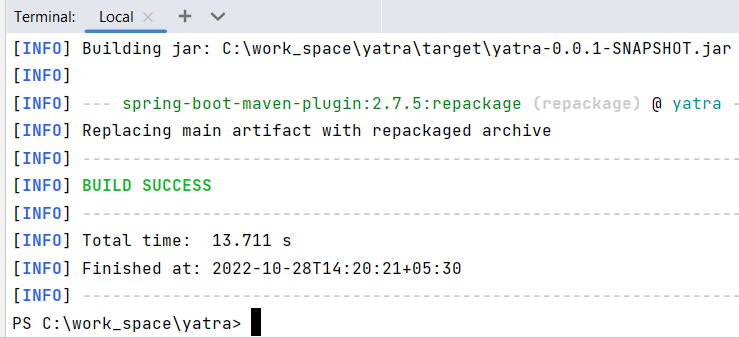 Terminal: Local
[INFO] Building jar: C:\work_space\yatra\target\yatra-0.0.1-SNAPSHOT.jar
[INFO]
[INFO] --- spring-boot-maven-plugin:2.7.5:repackage (repackage) @ yatra -
[INFO] Replacing main artifact with repackaged archive
[INFO] ------------------------------------------------------------------
[INFO] BUILD SUCCESS
[INFO] ------------------------------------------------------------------
[INFO] Total time:  13.711 s
[INFO] Finished at: 2022-10-28T14:20:21+05:30
[INFO] ------------------------------------------------------------------
PS C:\work_space\yatra>